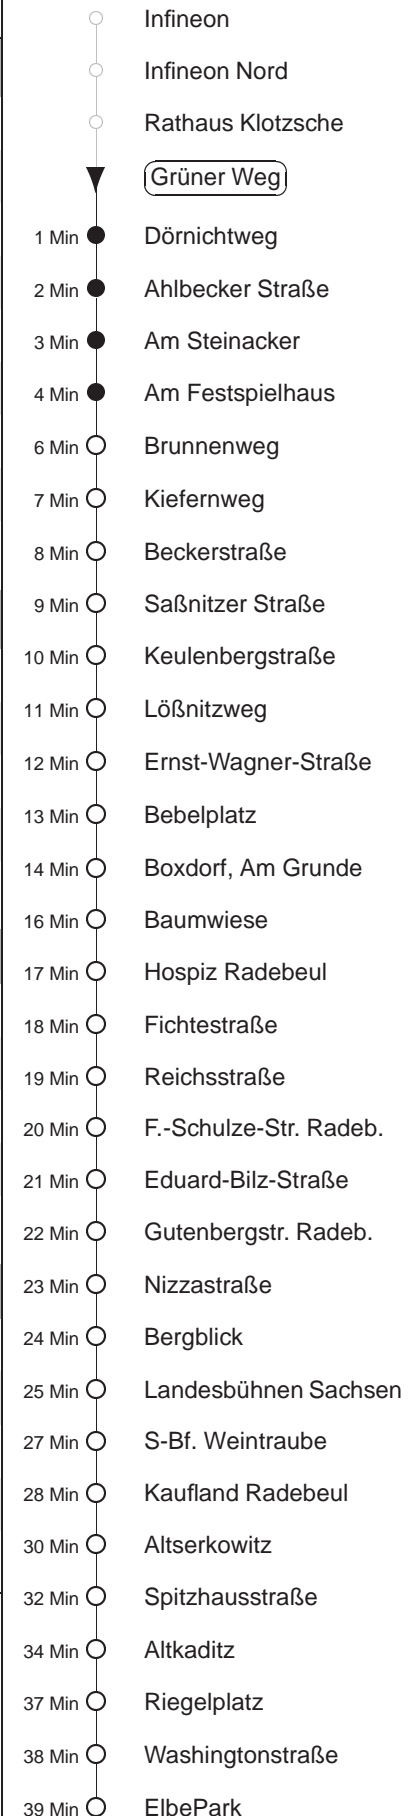 Infineon
Infineon Nord
Rathaus Klotzsche
Grüner Weg
1 Min Dörnichtweg
2 Min Ahlbecker Straße
3 Min Am Steinacker
4 Min Am Festspielhaus
6 Min Brunnenweg
7 Min Kiefernweg
8 Min Beckerstraße
9 Min Saßnitzer Straße
10 Min Keulenbergstraße
11 Min Lößnitzweg
12 Min Ernst-Wagner-Straße
13 Min Bebelplatz
14 Min Boxdorf, Am Grunde
16 Min Baumwiese
17 Min Hospiz Radebeul
18 Min Fichtestraße
19 Min Reichsstraße
20 Min F.-Schulze-Str. Radeb.
21 Min Eduard-Bilz-Straße
22 Min Gutenbergstr. Radeb.
23 Min Nizzastraße
24 Min Bergblick
25 Min Landesbühnen Sachsen
27 Min S-Bf. Weintraube
28 Min Kaufland Radebeul
30 Min Altserkowitz
32 Min Spitzhausstraße
34 Min Altkaditz
37 Min Riegelplatz
38 Min Washingtonstraße
39 Min ElbePark